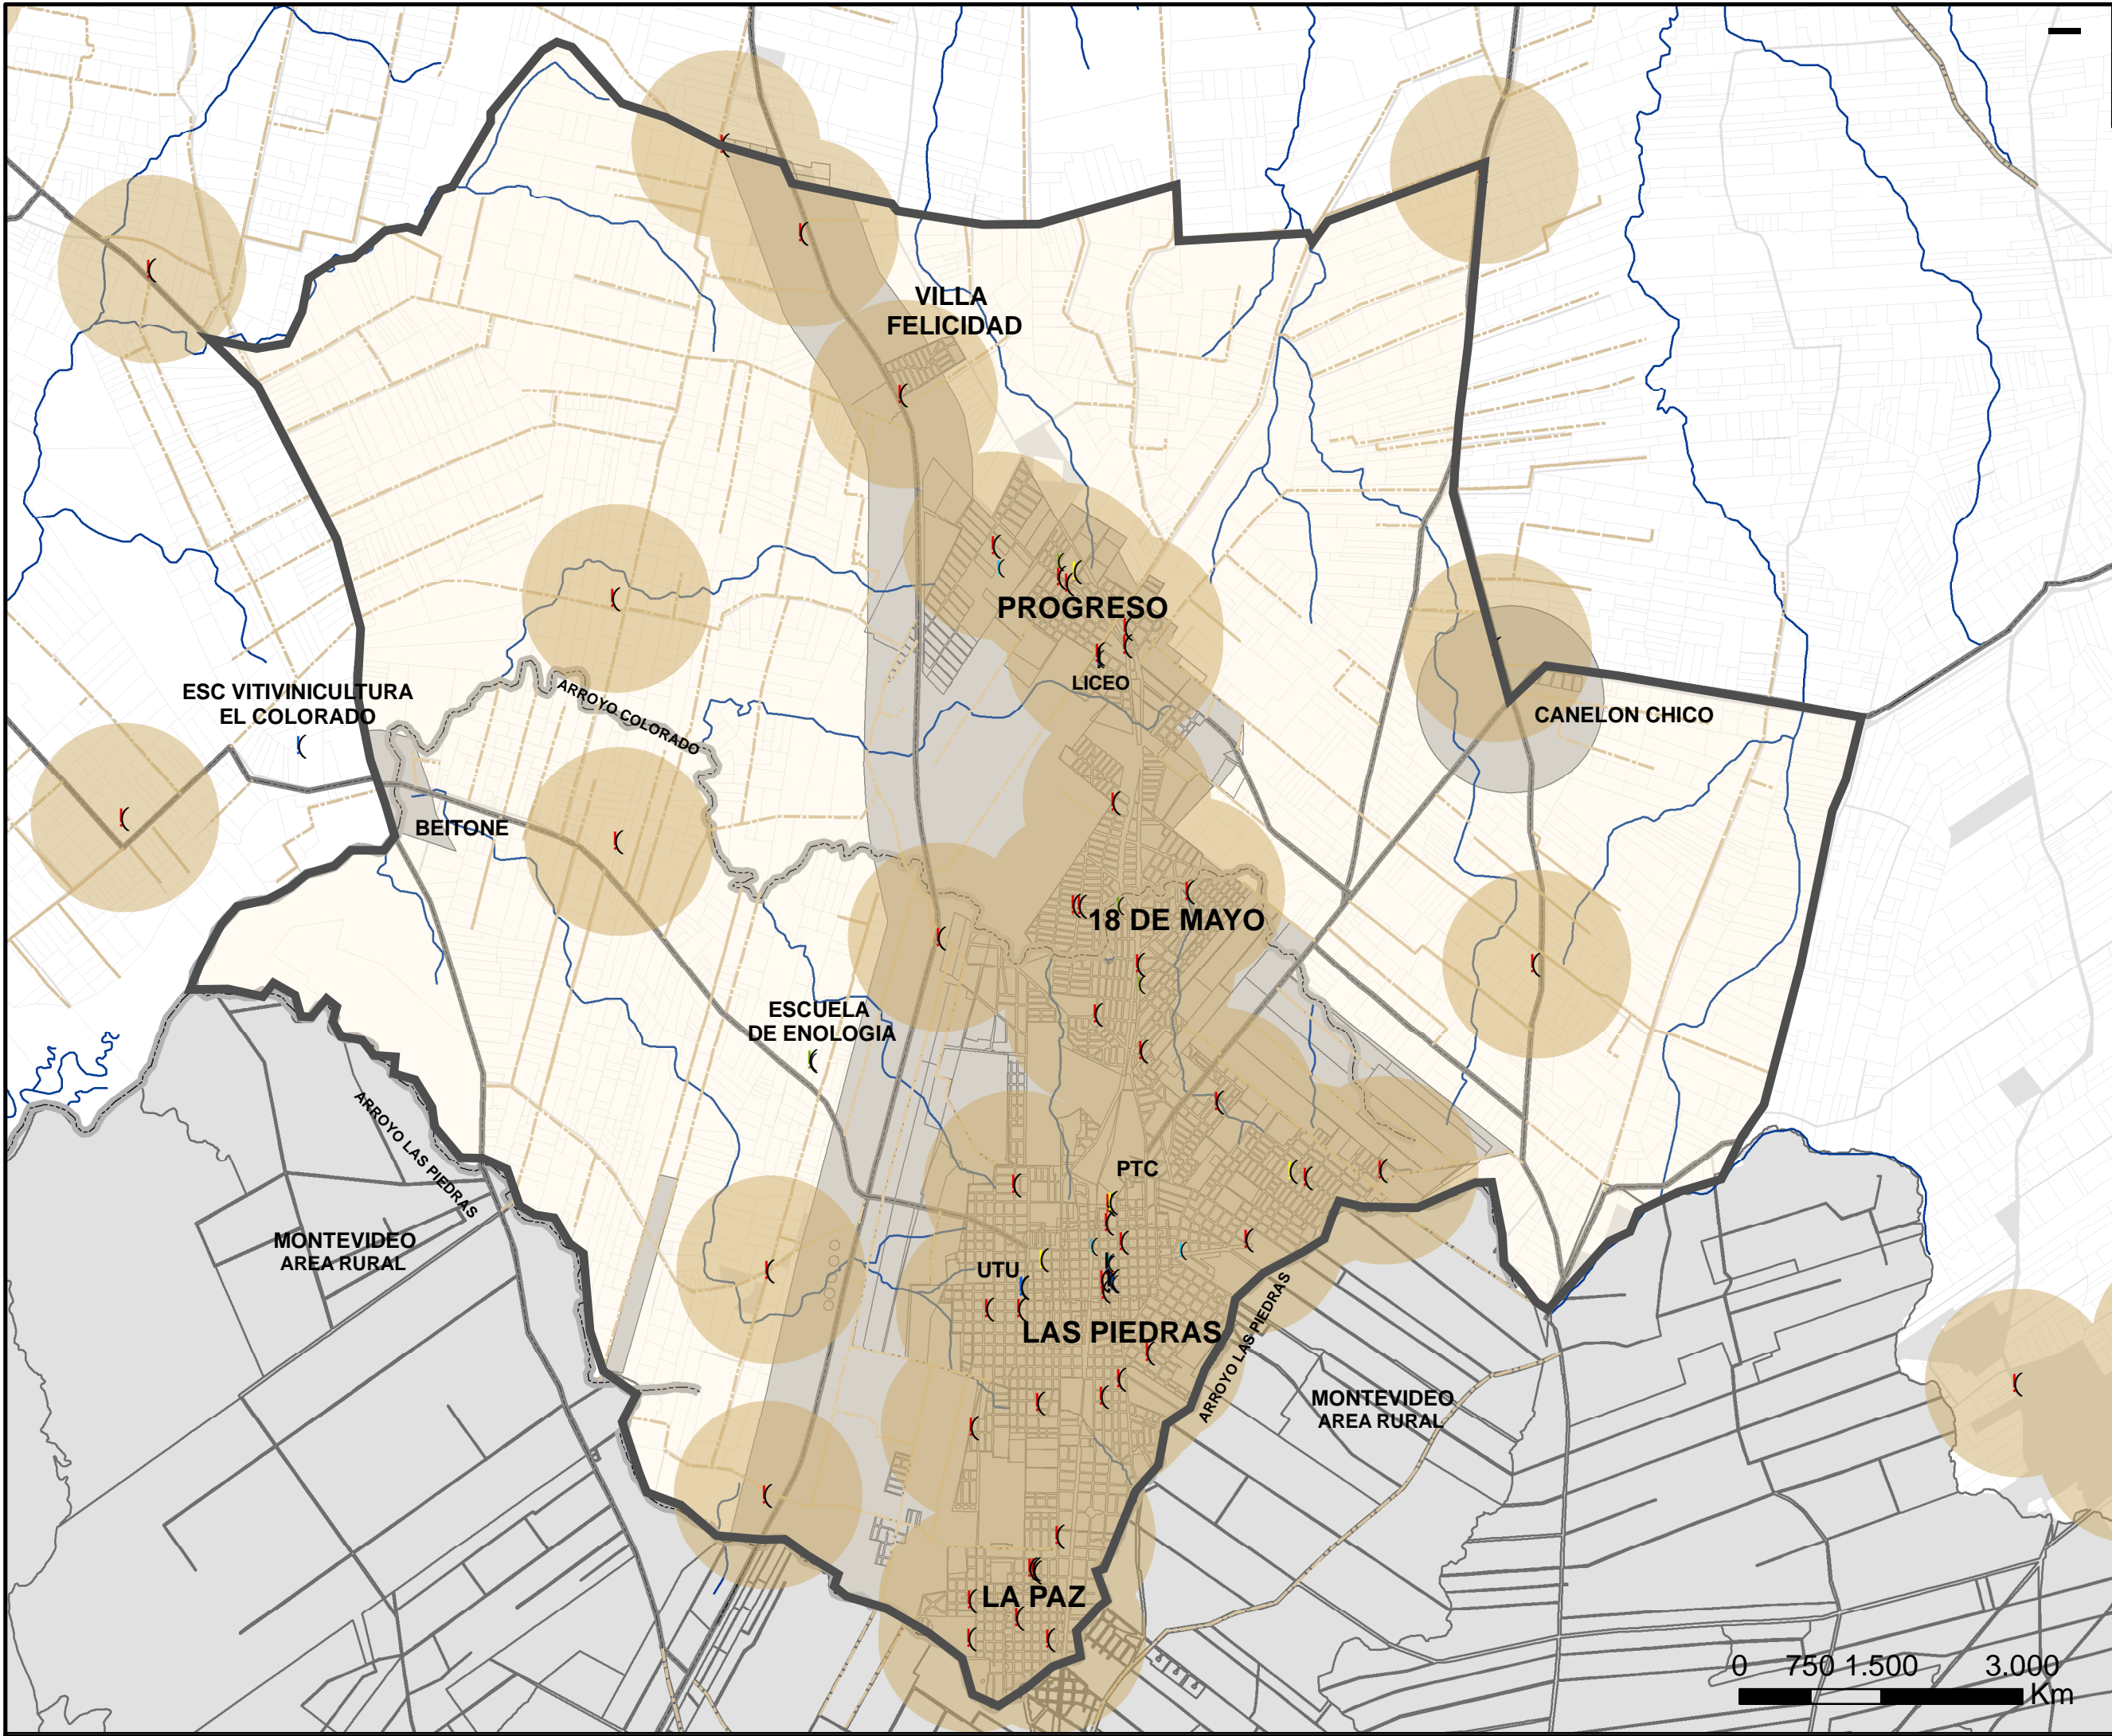 VILLA
FELICIDAD
PROGRESO
LICEO
ESC VITIVINICULTURA
EL COLORADO
ARROYO COLORADO
CANELON CHICO
BEITONE
18 DE MAYO
ESCUELA
DE ENOLOGIA
ARROYO LAS PIEDRAS
PTC
MONTEVIDEO
AREA RURAL
UTU
LAS PIEDRAS
ARROYO LAS PIEDRAS
MONTEVIDEO
AREA RURAL
LA PAZ
0 750 1.500 3.000
Km